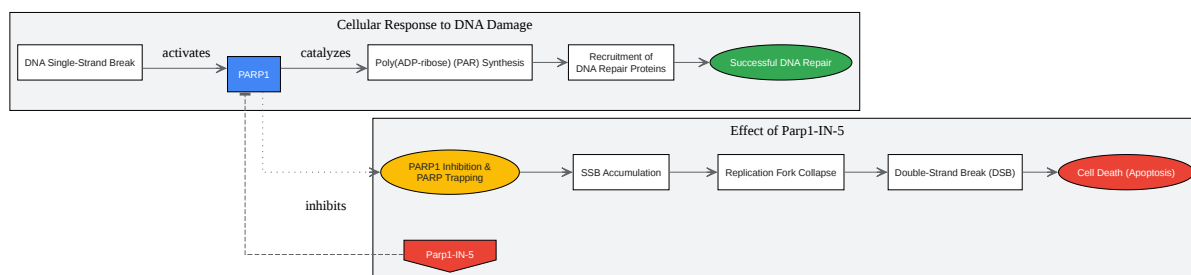 Cellular Response to DNA Damage
DNA Single-Strand Break
activates
PARP1
catalyzes
Poly(ADP-ribose) (PAR) Synthesis
Recruitment of
DNA Repair Proteins
Successful DNA Repair
Effect of Parp1-IN-5
PARP1 Inhibition &
PARP Trapping
SSB Accumulation
Replication Fork Collapse
Double-Strand Break (DSB)
Cell Death (Apoptosis)
inhibits
Parp1-IN-5